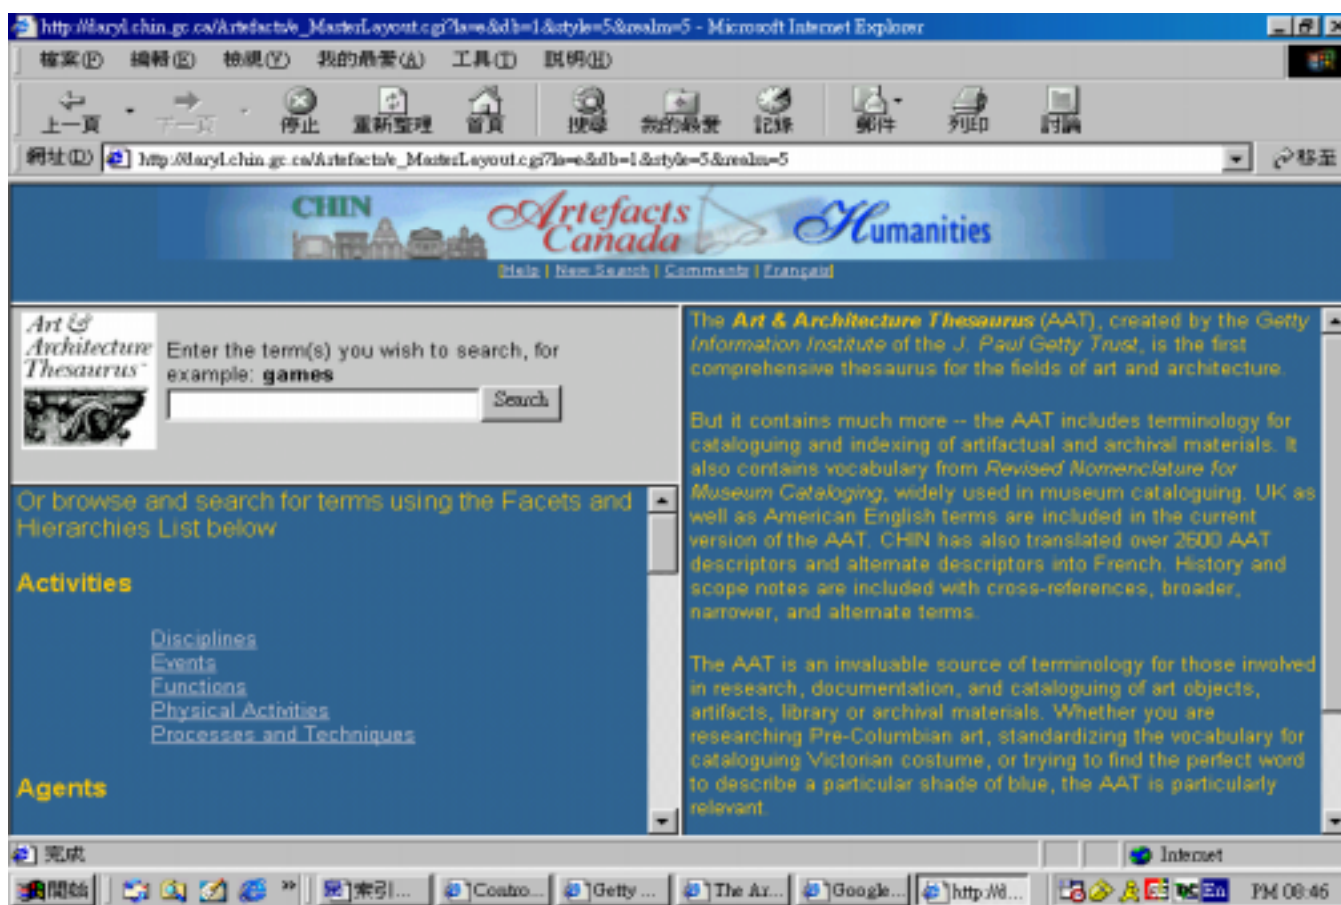 http://daryl.chin.gc.ca/Artefacts/e_MasterLayout.cgi?la=e&db=1&style=5&realm=5 - Microsoft Internet Explorer
檔案(F) 編輯(E) 檢視(V) 我的最愛(A) 工具(T) 說明(H)
上一頁 下一頁 停止 重新整理 首頁 搜尋 我的最愛 記錄 郵件 列印 討論
網址(D) http://daryl.chin.gc.ca/Artefacts/e_MasterLayout.cgi?la=e&db=1&style=5&realm=5 移至
CHIN Artefacts Canada Humanities
[Help | New Search | Comments | Français]
Art &
Architecture
Thesaurus™
Enter the term(s) you wish to search, for
example: games
Search
Or browse and search for terms using the Facets and
Hierarchies List below
Activities
Disciplines
Events
Functions
Physical Activities
Processes and Techniques
Agents
The Art & Architecture Thesaurus (AAT), created by the Getty
Information Institute of the J. Paul Getty Trust, is the first
comprehensive thesaurus for the fields of art and architecture.
But it contains much more -- the AAT includes terminology for
cataloguing and indexing of artifactual and archival materials. It
also contains vocabulary from Revised Nomenclature for
Museum Cataloging, widely used in museum cataloguing. UK as
well as American English terms are included in the current
version of the AAT. CHIN has also translated over 2600 AAT
descriptors and alternate descriptors into French. History and
scope notes are included with cross-references, broader,
narrower, and alternate terms.
The AAT is an invaluable source of terminology for those involved
in research, documentation, and cataloguing of art objects,
artifacts, library or archival materials. Whether you are
researching Pre-Columbian art, standardizing the vocabulary for
cataloguing Victorian costume, or trying to find the perfect word
to describe a particular shade of blue, the AAT is particularly
relevant.
完成 Internet
開始 » 索引... Contro... Getty ... The Ar... Google... http://d... En PM 08:46